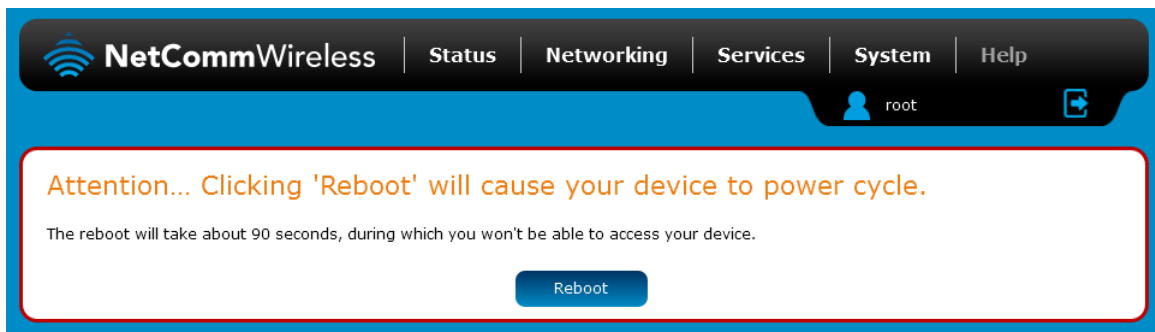 NetCommWireless Status Networking Services System Help
root
Attention... Clicking 'Reboot' will cause your device to power cycle.
The reboot will take about 90 seconds, during which you won't be able to access your device.
Reboot